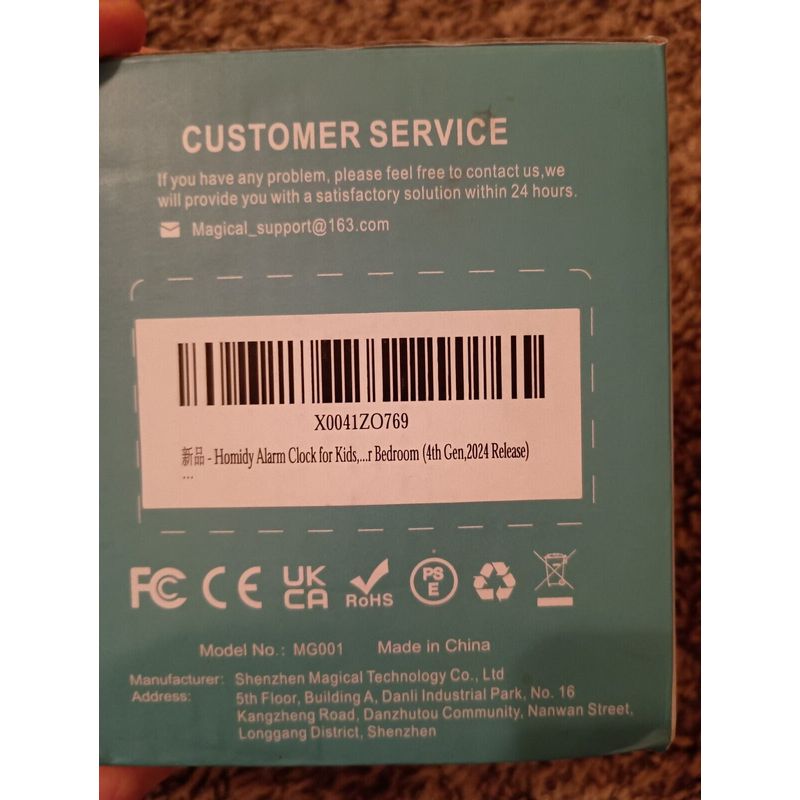 CUSTOMER SERVICE
If you have any problem, please feel free to contact us,we
will provide you with a satisfactory solution within 24 hours.
Magical_support@163.com
X0041ZO769
新品 - Homidy Alarm Clock for Kids,...r Bedroom (4th Gen,2024 Release)
...
FC CE UK CA RoHS PS E
Model No.: MG001 Made in China
Manufacturer: Shenzhen Magical Technology Co., Ltd
Address: 5th Floor, Building A, Danli Industrial Park, No. 16
Kangzheng Road, Danzhutou Community, Nanwan Street,
Longgang District, Shenzhen